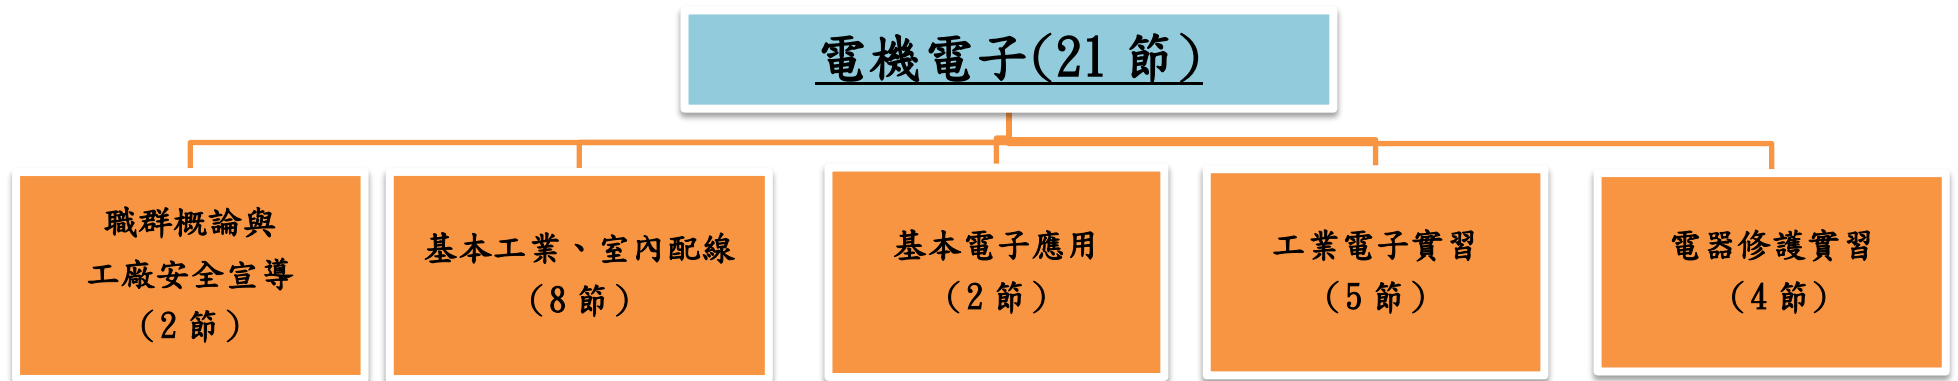 電機電子(21 節)
職群概論與
工廠安全宣導
(2 節)
基本工業、室內配線
(8 節)
基本電子應用
(2 節)
工業電子實習
(5 節)
電器修護實習
(4 節)